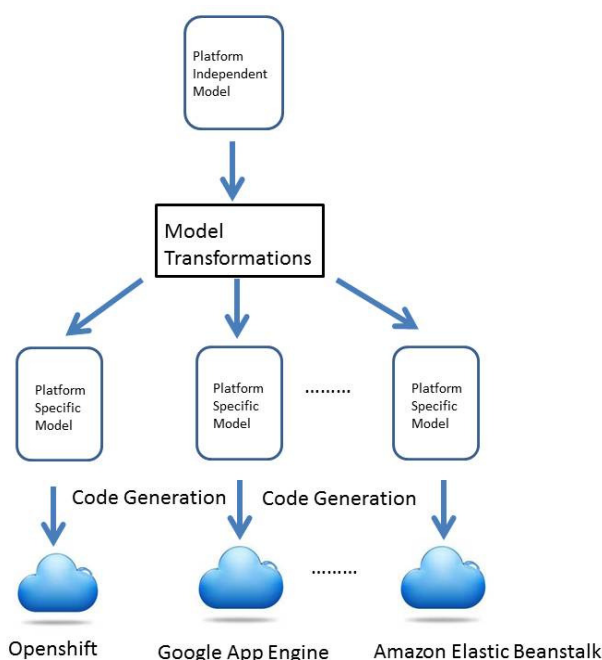 Platform
Independent
Model
Model
Transformations
Platform
Specific
Model
Platform
Specific
Model
.........
Platform
Specific
Model
Code Generation
Code Generation
.........
Openshift
Google App Engine
Amazon Elastic Beanstalk